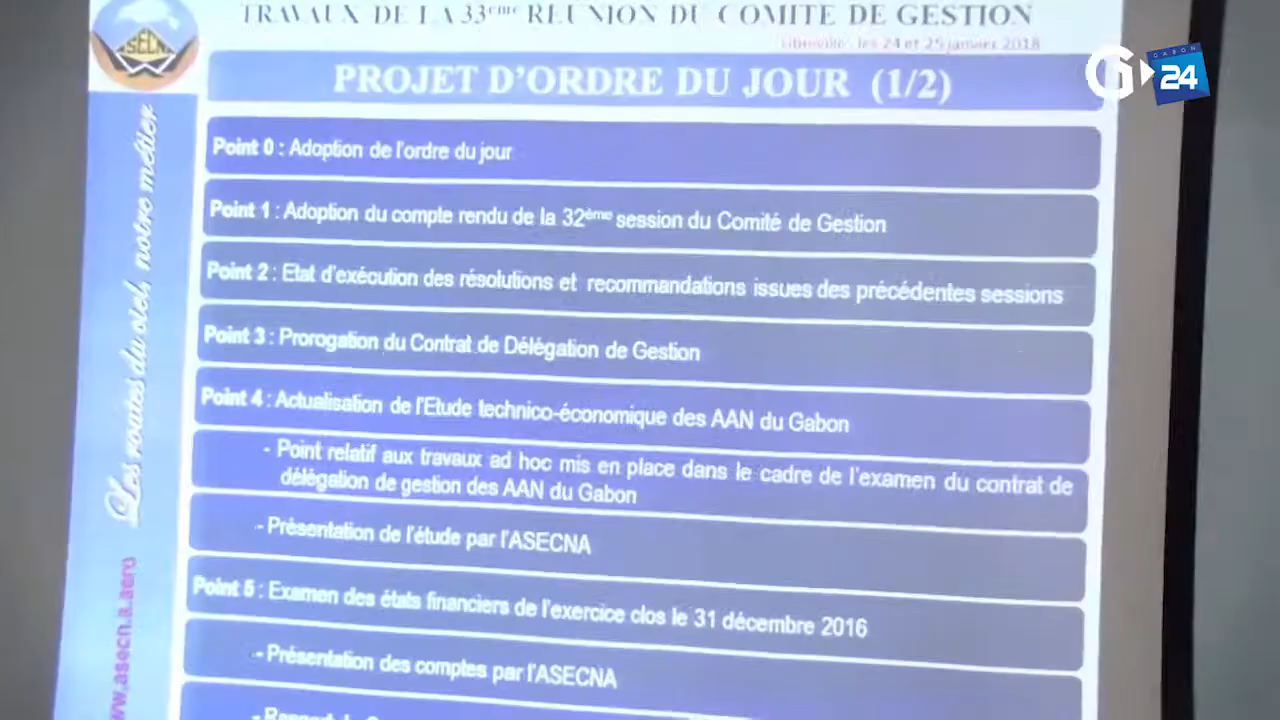 TRAVAUX DE LA 33ème REUNION DU COMITE DE GESTION
Libreville, les 24 et 25 janvier 2018
ASECNA
GABON
G 24
PROJET D'ORDRE DU JOUR (1/2)
Point 0 : Adoption de l'ordre du jour
Point 1 : Adoption du compte rendu de la 32ème session du Comité de Gestion
Point 2 : Etat d'exécution des résolutions et recommandations issues des précédentes sessions
Point 3 : Prorogation du Contrat de Délégation de Gestion
Point 4 : Actualisation de l'Etude technico-économique des AAN du Gabon
- Point relatif aux travaux ad hoc mis en place dans le cadre de l'examen du contrat de
délégation de gestion des AAN du Gabon
- Présentation de l'étude par l'ASECNA
Point 5 : Examen des états financiers de l'exercice clos le 31 décembre 2016
- Présentation des comptes par l'ASECNA
Les routes du ciel, notre métier
www.asecna.aero